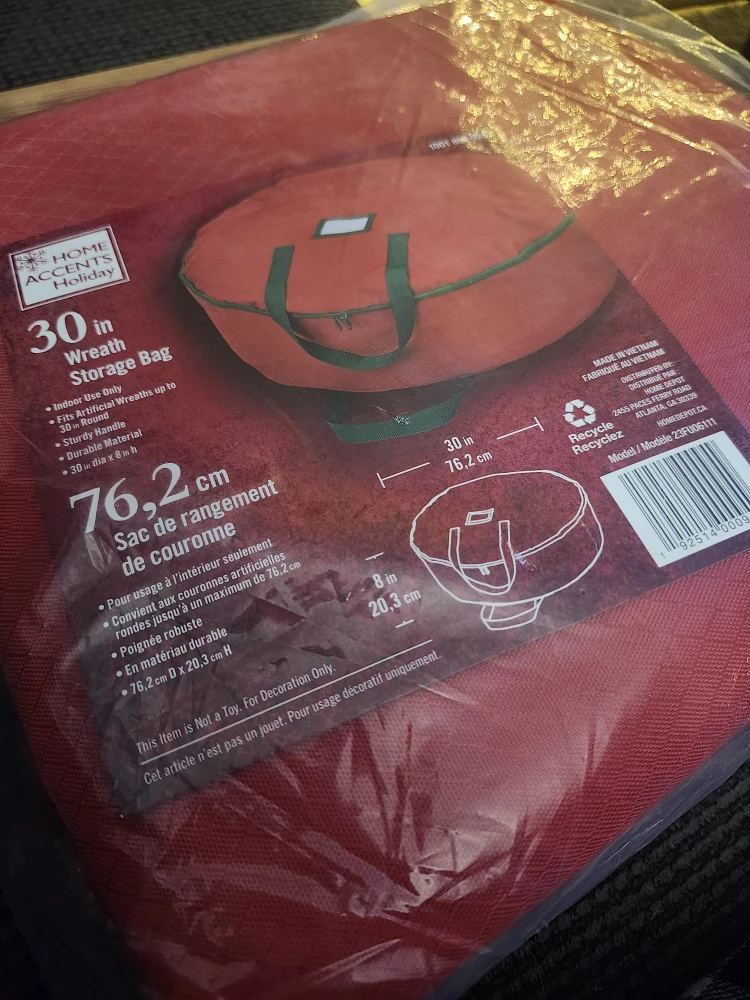 HOME
ACCENTS
Holiday
30 in
Wreath
Storage Bag
• Indoor Use Only
• Fits Artificial Wreaths up to
30 in Round
• Sturdy Handle
• Durable Material
• 30 in dia x 8 in h
76,2 cm
Sac de rangement
de couronne
• Pour usage à l'intérieur seulement
• Convient aux couronnes artificielles
rondes jusqu'à un maximum de 76,2 cm
• Poignée robuste
• En matériau durable
• 76,2 cm D x 20,3 cm H
This Item is Not a Toy. For Decoration Only.
Cet article n'est pas un jouet. Pour usage décoratif uniquement.
30 in
76,2 cm
8 in
20,3 cm
Recycle
Recyclez
MADE IN VIETNAM
FABRIQUÉ AU VIETNAM
DISTRIBUTED BY:
DISTRIBUÉ PAR :
HOME DEPOT
2455 PACES FERRY ROAD
ATLANTA, GA 30339
HOMEDEPOT.CA
Model / Modèle 23FU06111
1 92514 0009